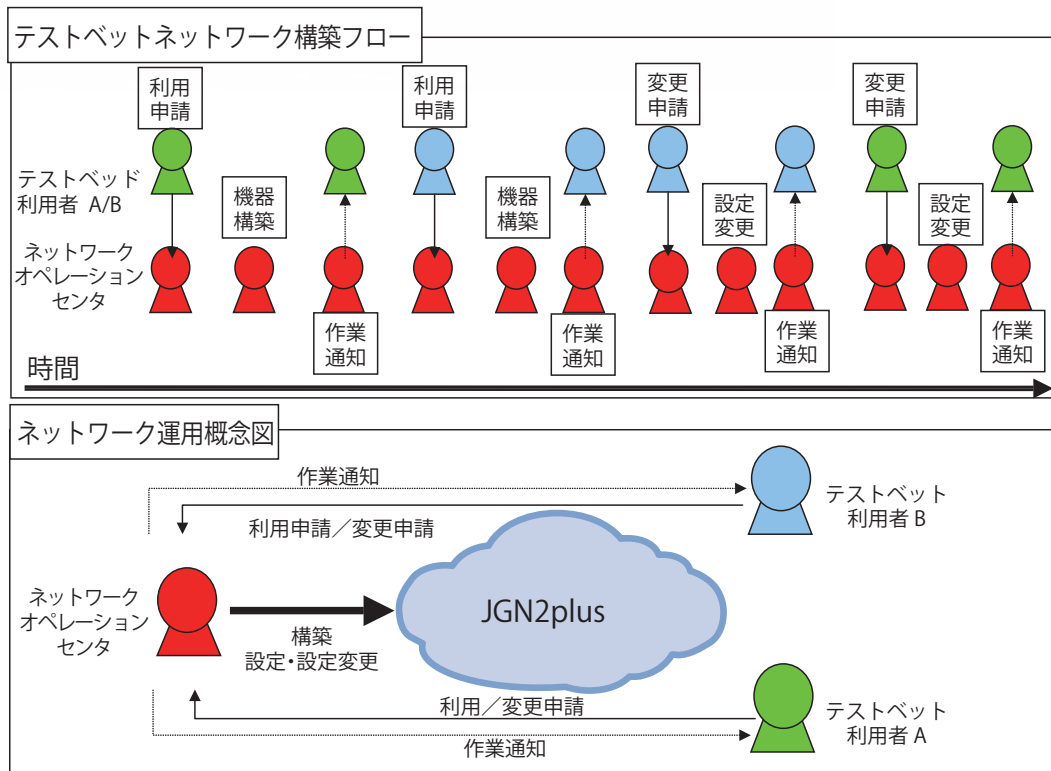 テストベットネットワーク構築フロー
利用
申請
利用
申請
変更
申請
変更
申請
テストベッド
利用者 A/B
機器
構築
機器
構築
設定
変更
設定
変更
ネットワーク
オペレーション
センタ
作業
通知
作業
通知
作業
通知
作業
通知
時間
ネットワーク運用概念図
作業通知
利用申請／変更申請
テストベット
利用者 B
ネットワーク
オペレーション
センタ
JGN2plus
構築
設定・設定変更
利用／変更申請
作業通知
テストベット
利用者 A